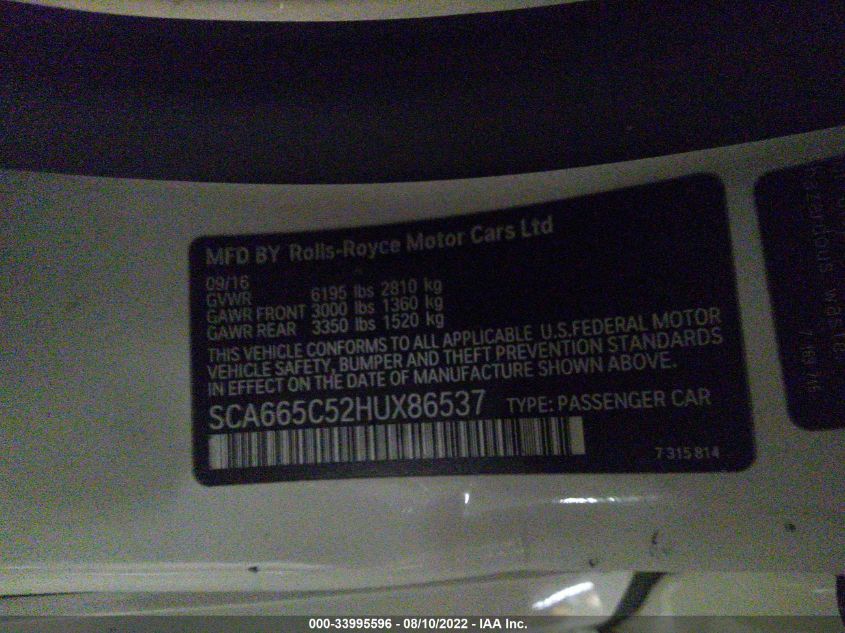 MFD BY Rolls-Royce Motor Cars Ltd
09/16
GVWR 6195 lbs 2810 kg
GAWR FRONT 3000 lbs 1360 kg
GAWR REAR 3350 lbs 1520 kg
THIS VEHICLE CONFORMS TO ALL APPLICABLE U.S.FEDERAL MOTOR
VEHICLE SAFETY, BUMPER AND THEFT PREVENTION STANDARDS
IN EFFECT ON THE DATE OF MANUFACTURE SHOWN ABOVE.
SCA665C52HUX86537 TYPE: PASSENGER CAR
7 315 814
hazardous waste.
000-33995596 - 08/10/2022 - IAA Inc.